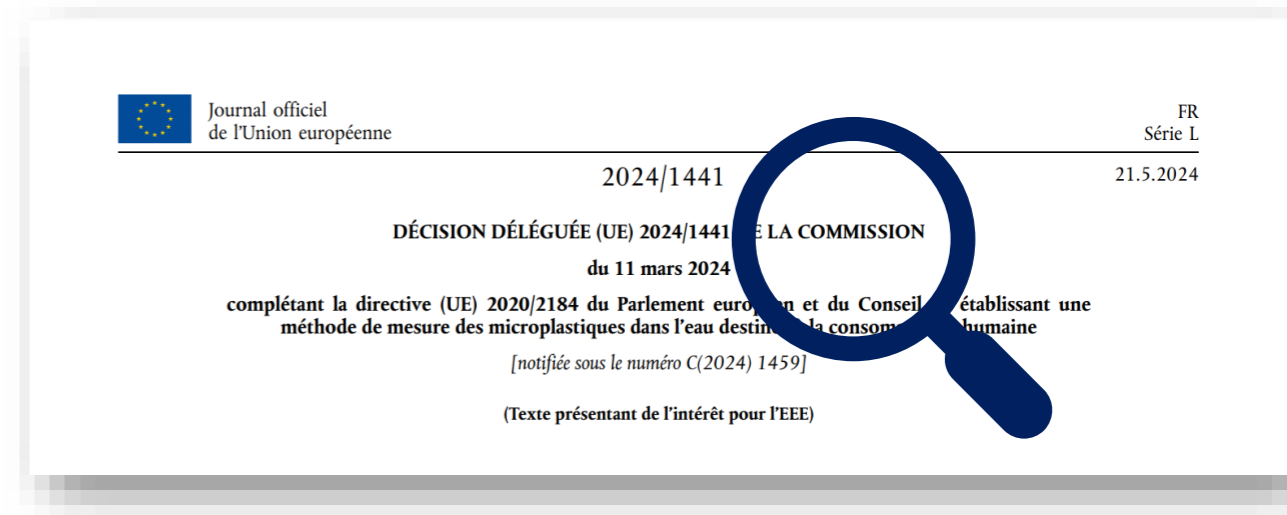 Journal officiel
de l'Union européenne
FR
Série L
2024/1441
21.5.2024
DÉCISION DÉLÉGUÉE (UE) 2024/1441 E LA COMMISSION
du 11 mars 2024
complétant la directive (UE) 2020/2184 du Parlement européen et du Conseil établissant une
méthode de mesure des microplastiques dans l'eau destinée à la consommation humaine
[notifiée sous le numéro C(2024) 1459]
(Texte présentant de l'intérêt pour l'EEE)